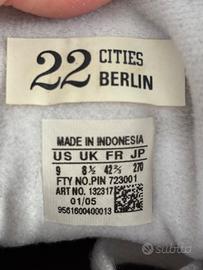 22 CITIES
BERLIN
MADE IN INDONESIA
US UK FR JP
9 8½ 42⅔ 270
FTY NO.PIN 723001
ART NO. 132317
01/05
9561600400013
subito